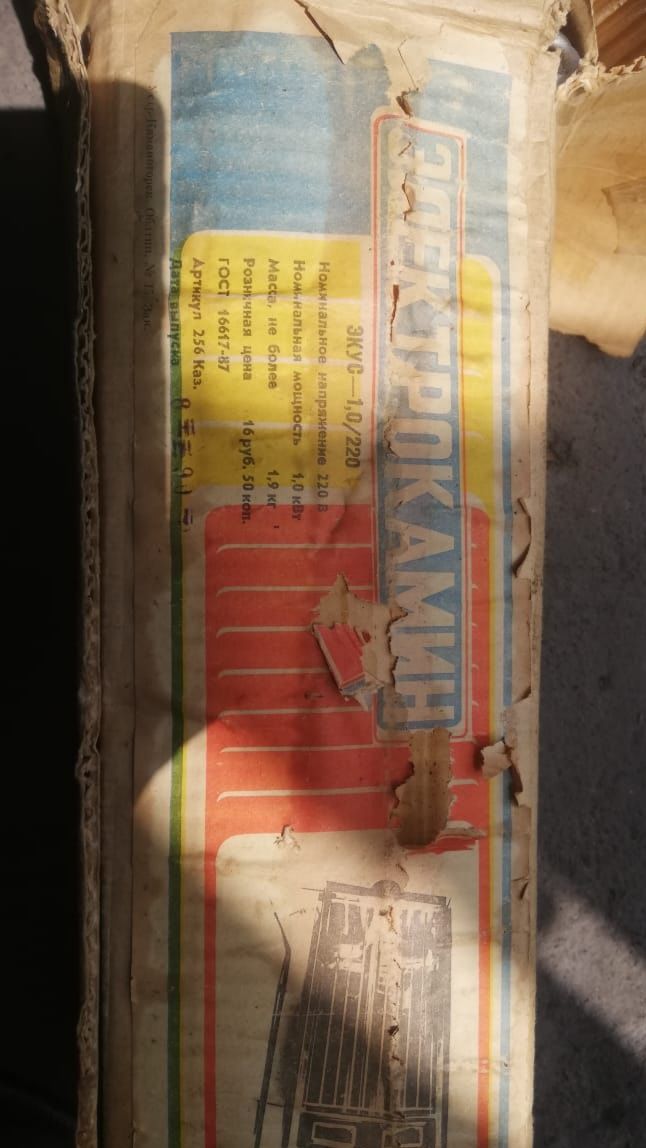 ЭЛЕКТРОКАМИН
ЭКУС—1,0/220
Номинальное напряжение 220 В
Номинальная мощность 1,0 кВт
Масса, не более 1,9 кг
Розничная цена 16 руб. 50 коп.
ГОСТ 16617-87
Артикул 256 Каз.
Дата выпуска